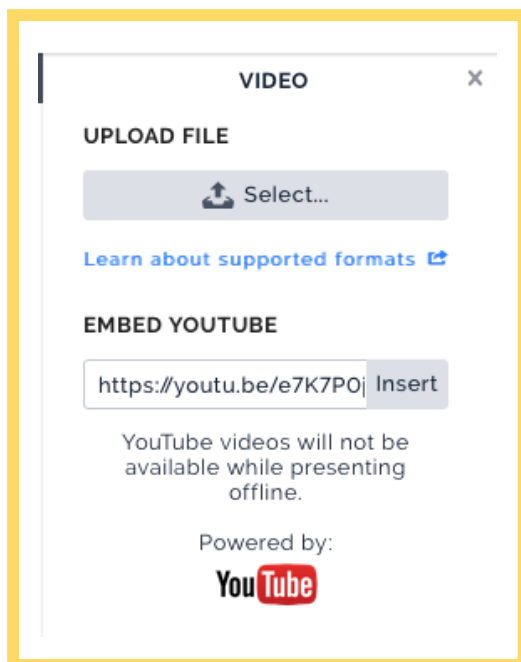 VIDEO ×
UPLOAD FILE
Select...
Learn about supported formats
EMBED YOUTUBE
https://youtu.be/e7K7P0j Insert
YouTube videos will not be
available while presenting
offline.
Powered by:
YouTube